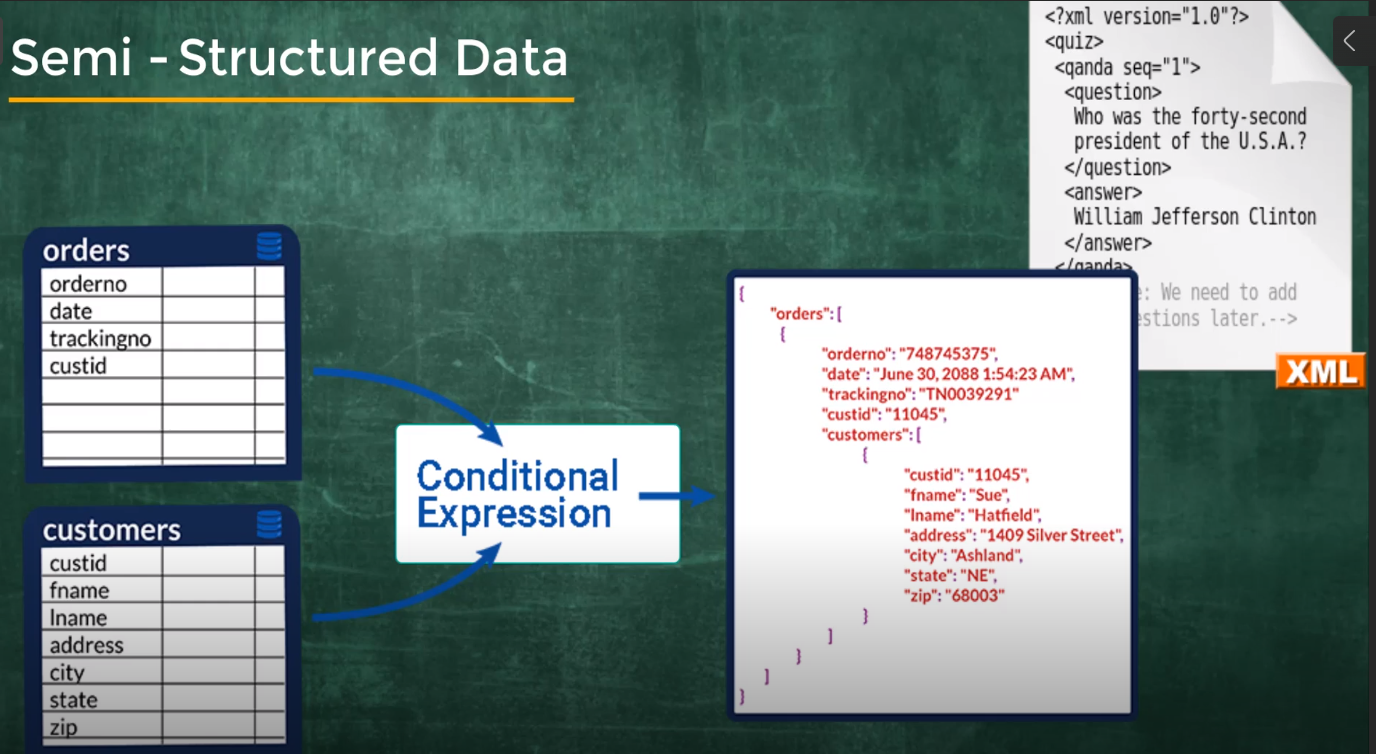 Semi - Structured Data
<?xml version="1.0"?>
<quiz>
<qanda seq="1">
<question>
Who was the forty-second
president of the U.S.A.?
</question>
<answer>
William Jefferson Clinton
</answer>
</qanda>
: We need to add
estions later.-->
XML
orders
orderno
date
trackingno
custid
customers
custid
fname
lname
address
city
state
zip
Conditional
Expression
{
"orders":[
{
"orderno": "748745375",
"date": "June 30, 2088 1:54:23 AM",
"trackingno": "TN0039291"
"custid": "11045",
"customers":[
{
"custid": "11045",
"fname": "Sue",
"lname": "Hatfield",
"address": "1409 Silver Street",
"city": "Ashland",
"state": "NE",
"zip": "68003"
}
]
}
]
}